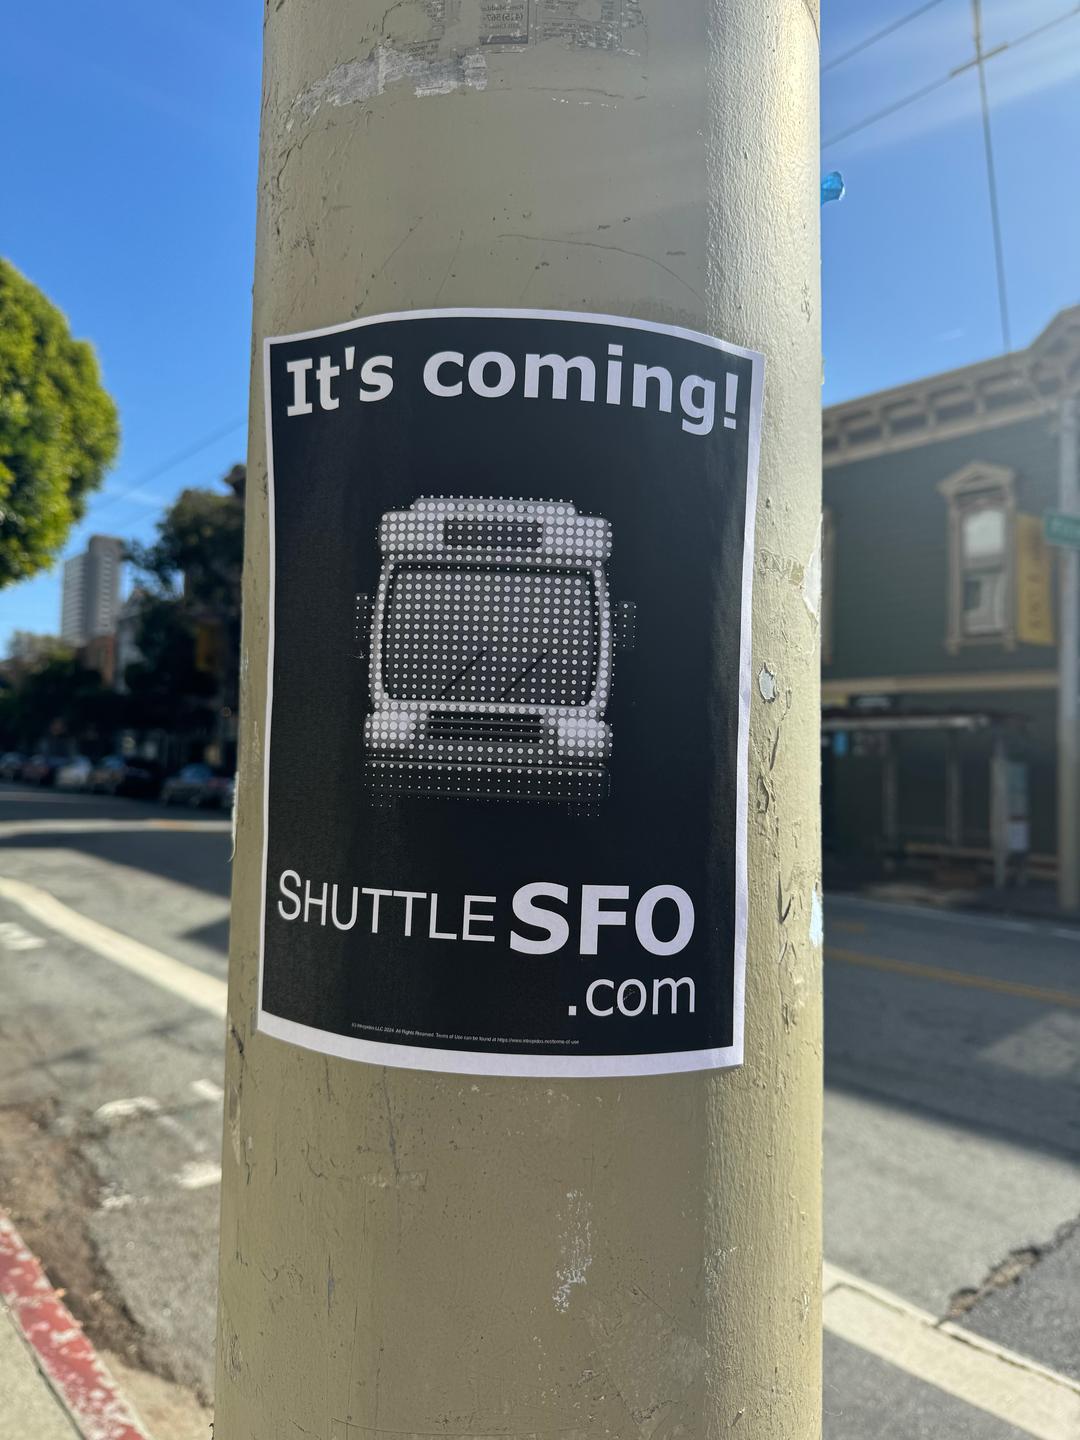 It's coming!
SHUTTLE SFO
.com
(C) Intrepidos LLC 2024 All Rights Reserved. Terms of Use can be found at https://www.intrepidos.net/terms-of-use